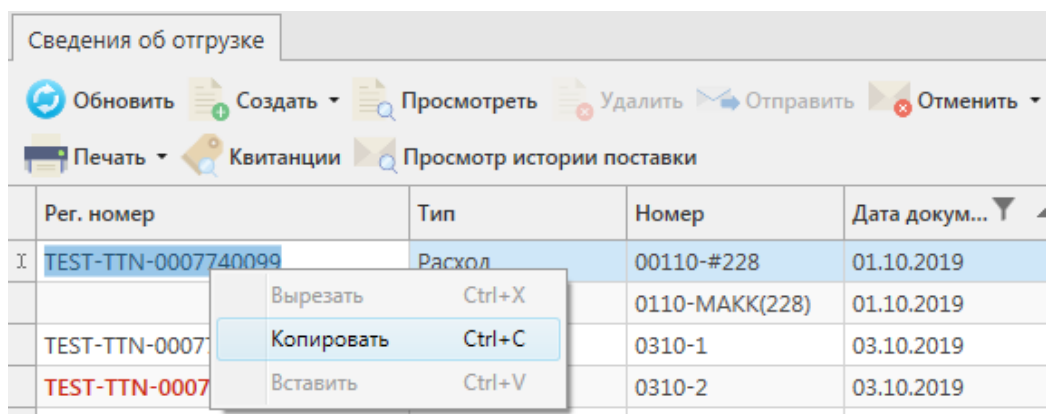 Сведения об отгрузке
Обновить Создать Просмотреть Удалить Отправить Отменить
Печать Квитанции Просмотр истории поставки
Рег. номер Тип Номер Дата докум...
TEST-TTN-0007740099 Расход 00110-#228 01.10.2019
Вырезать Ctrl+X
0110-МАКК(228) 01.10.2019
Копировать Ctrl+C
TEST-TTN-0007 0310-1 03.10.2019
Вставить Ctrl+V
TEST-TTN-0007 0310-2 03.10.2019